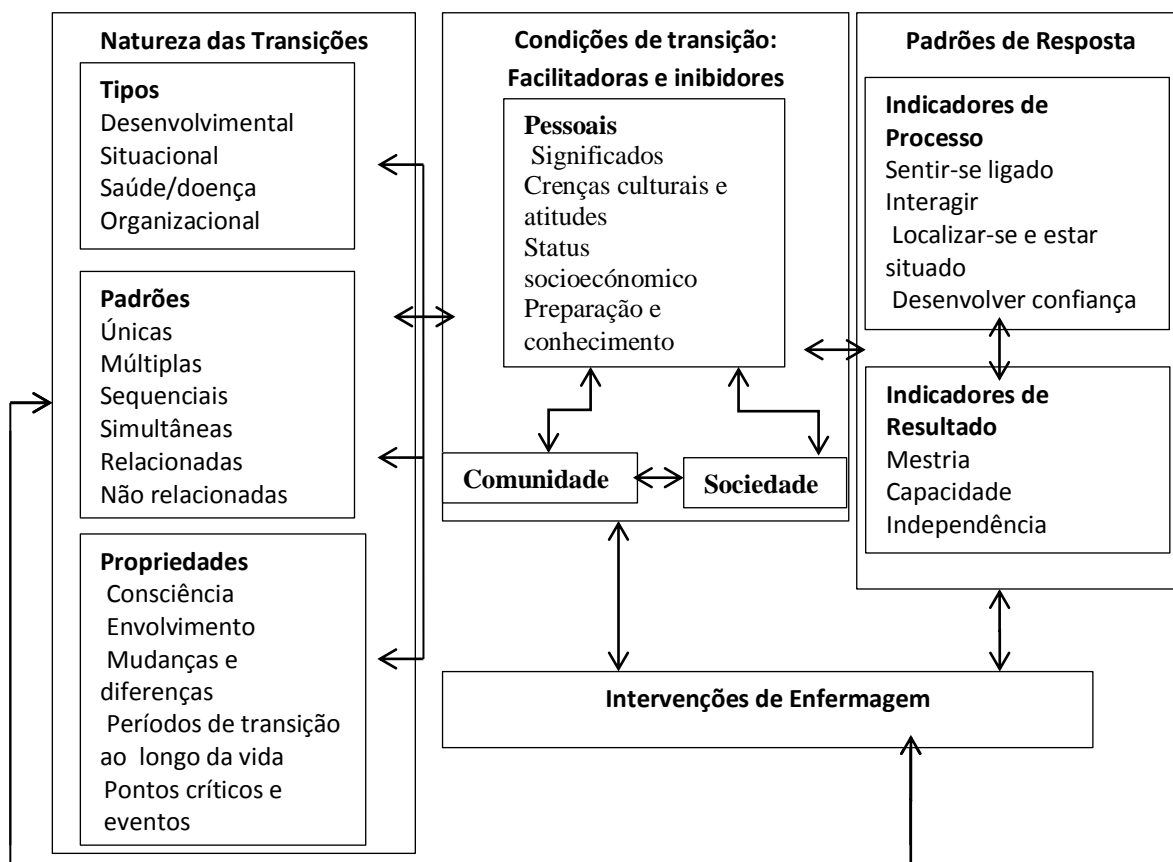 Natureza das Transições
Tipos
Desenvolvimental
Situacional
Saúde/doença
Organizacional
Padrões
Únicas
Múltiplas
Sequenciais
Simultâneas
Relacionadas
Não relacionadas
Propriedades
Consciência
Envolvimento
Mudanças e
diferenças
Períodos de transição
ao longo da vida
Pontos críticos e
eventos
Condições de transição:
Facilitadoras e inibidores
Pessoais
Significados
Crenças culturais e
atitudes
Status
socioecónomico
Preparação e
conhecimento
Comunidade
Sociedade
Padrões de Resposta
Indicadores de
Processo
Sentir-se ligado
Interagir
Localizar-se e estar
situado
Desenvolver confiança
Indicadores de
Resultado
Mestria
Capacidade
Independência
Intervenções de Enfermagem